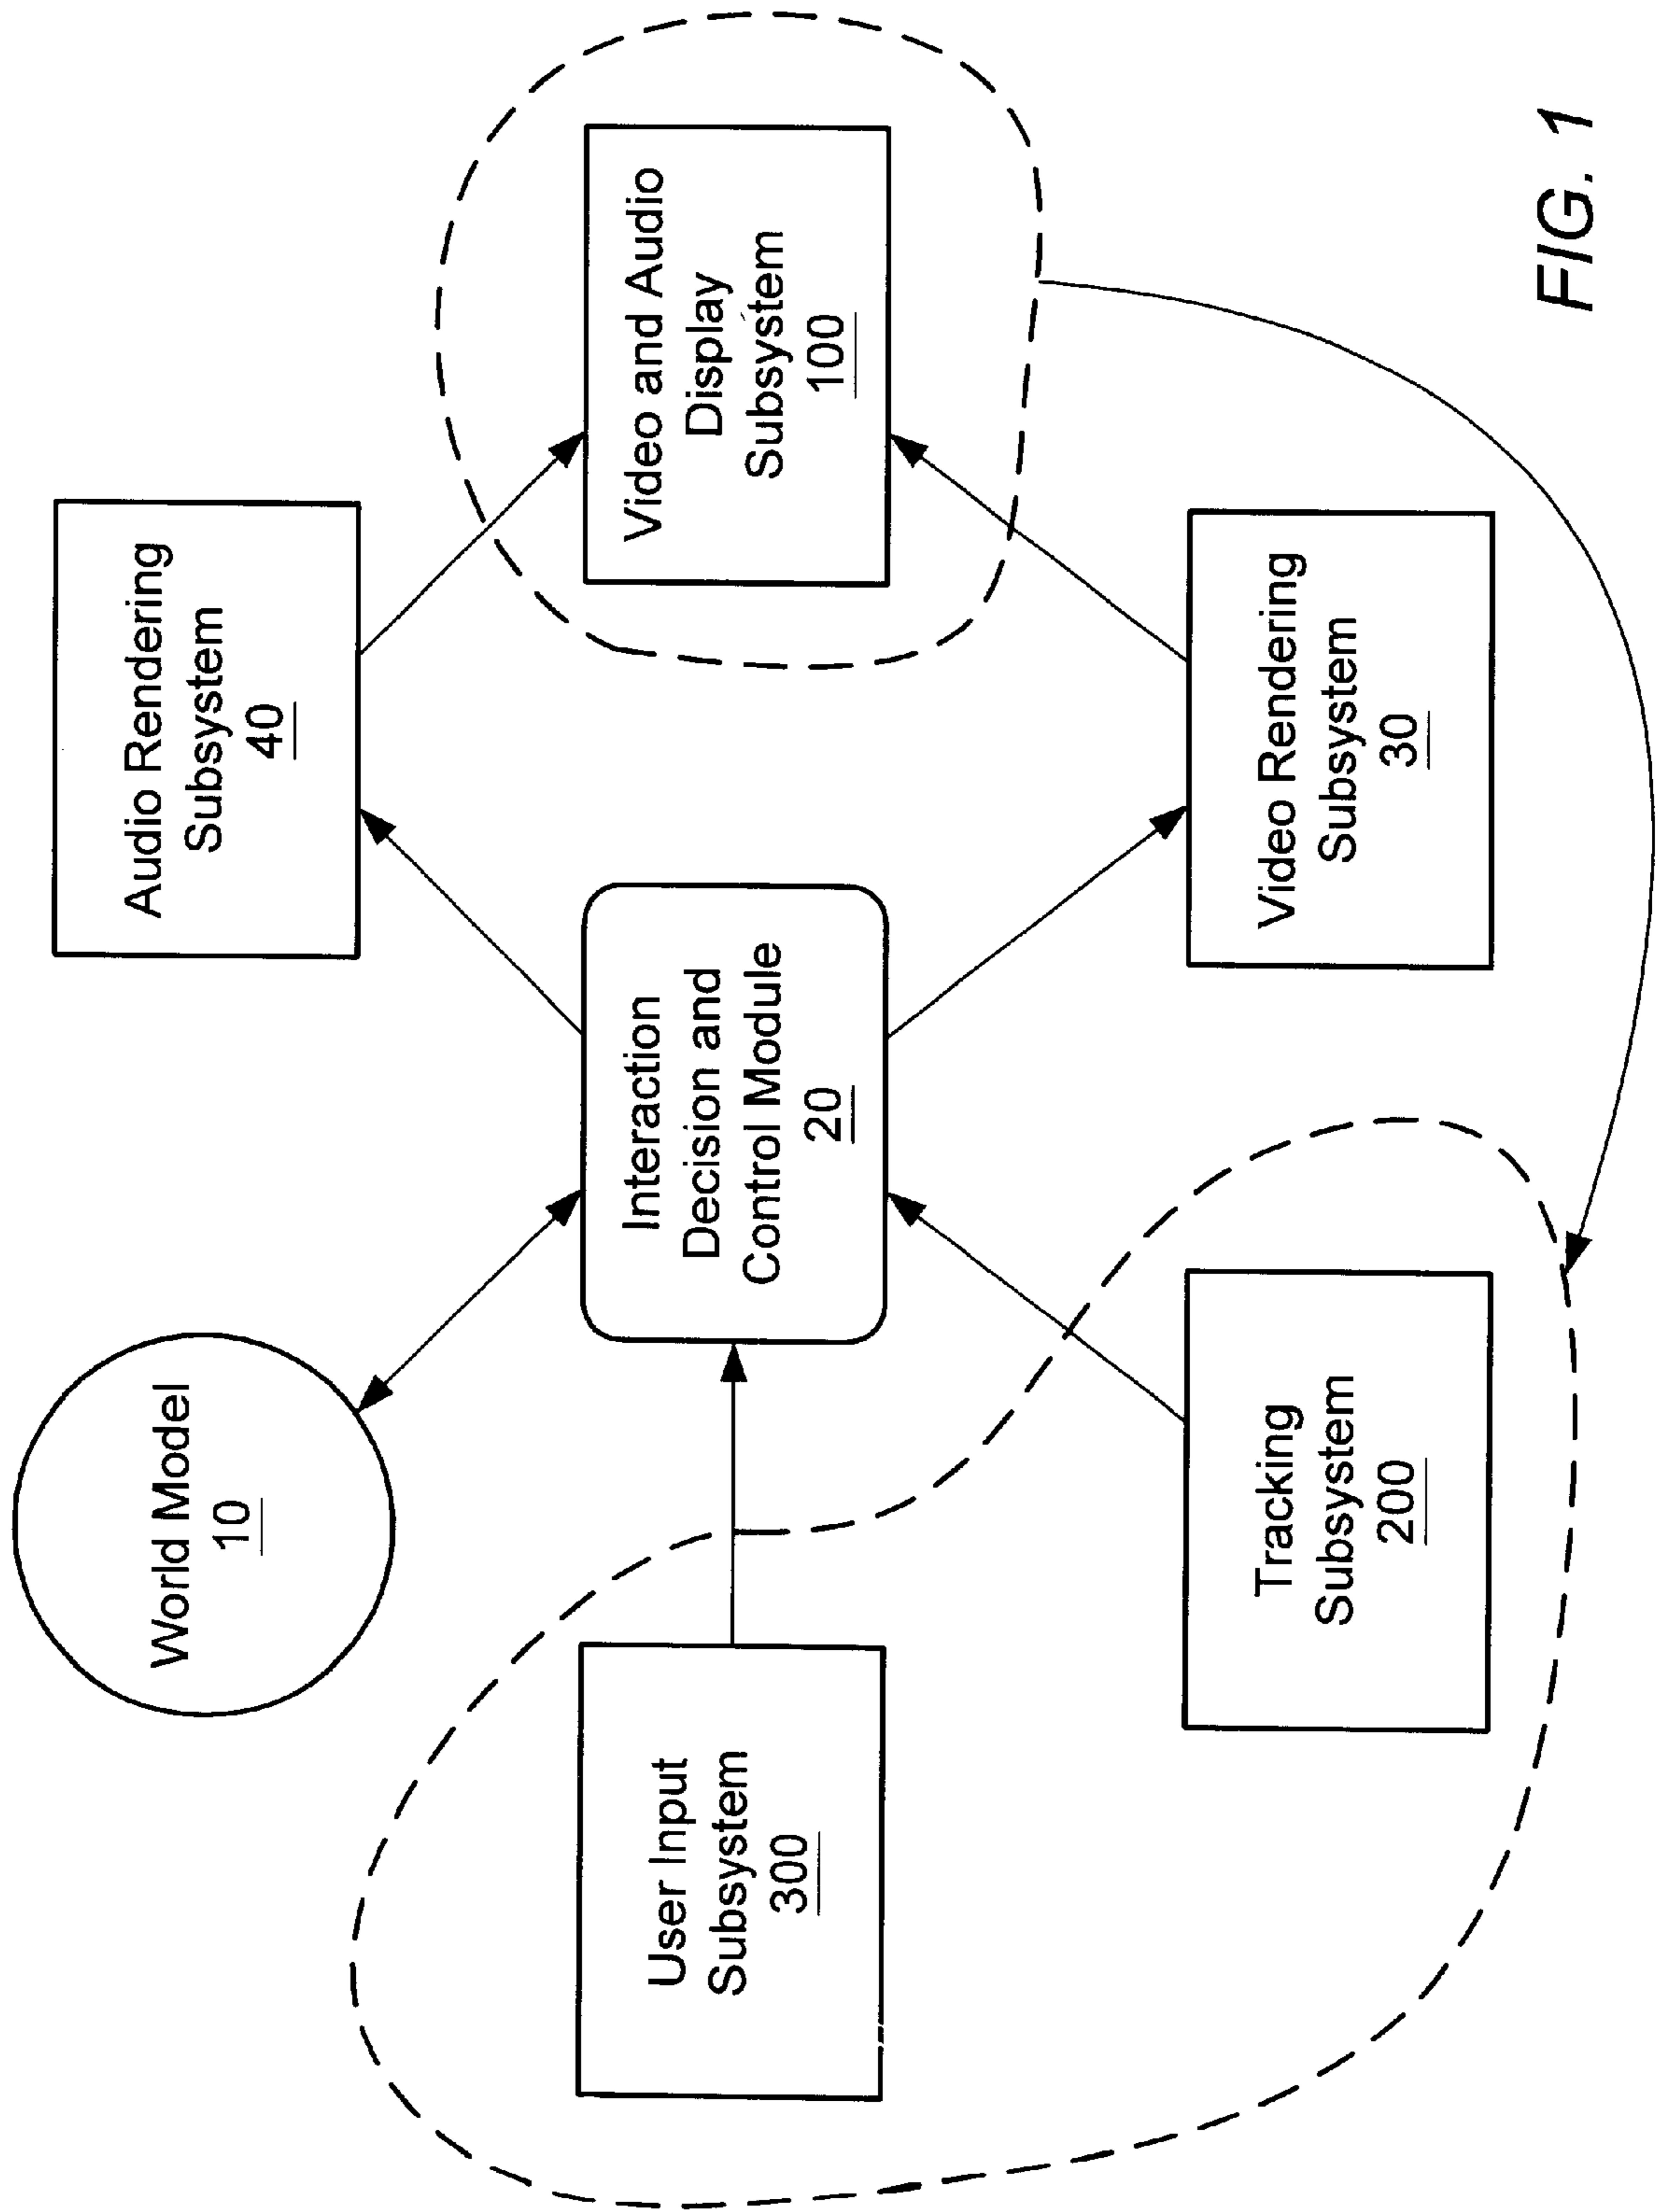 World Model
10
Audio Rendering
Subsystem
40
User Input
Subsystem
300
Interaction
Decision and
Control Module
20
Video and Audio
Display
Subsystem
100
Tracking
Subsystem
200
Video Rendering
Subsystem
30
FIG. 1